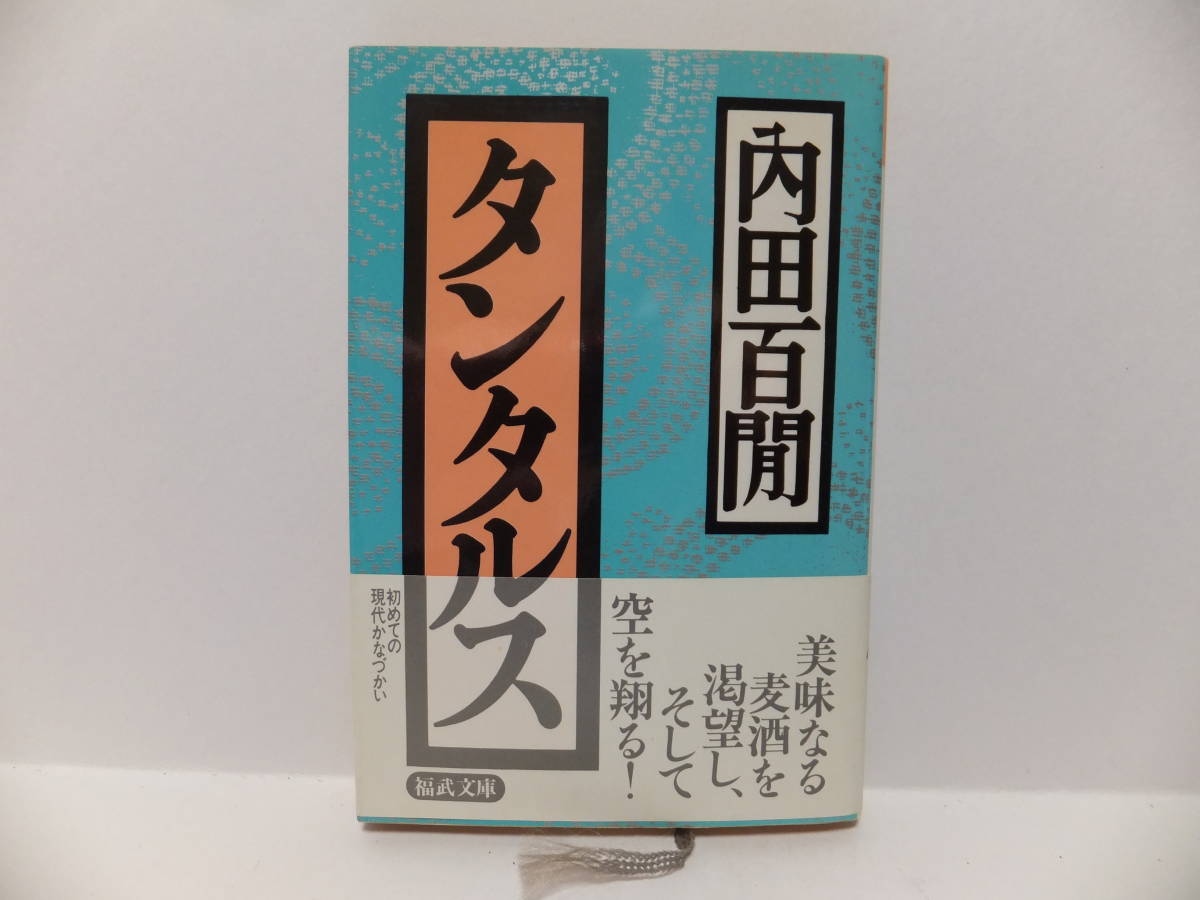 内田百閒
タンタルス
美味なる
麦酒を
渇望し、
そして
空を翔る！
初めての
現代かなづかい
福武文庫